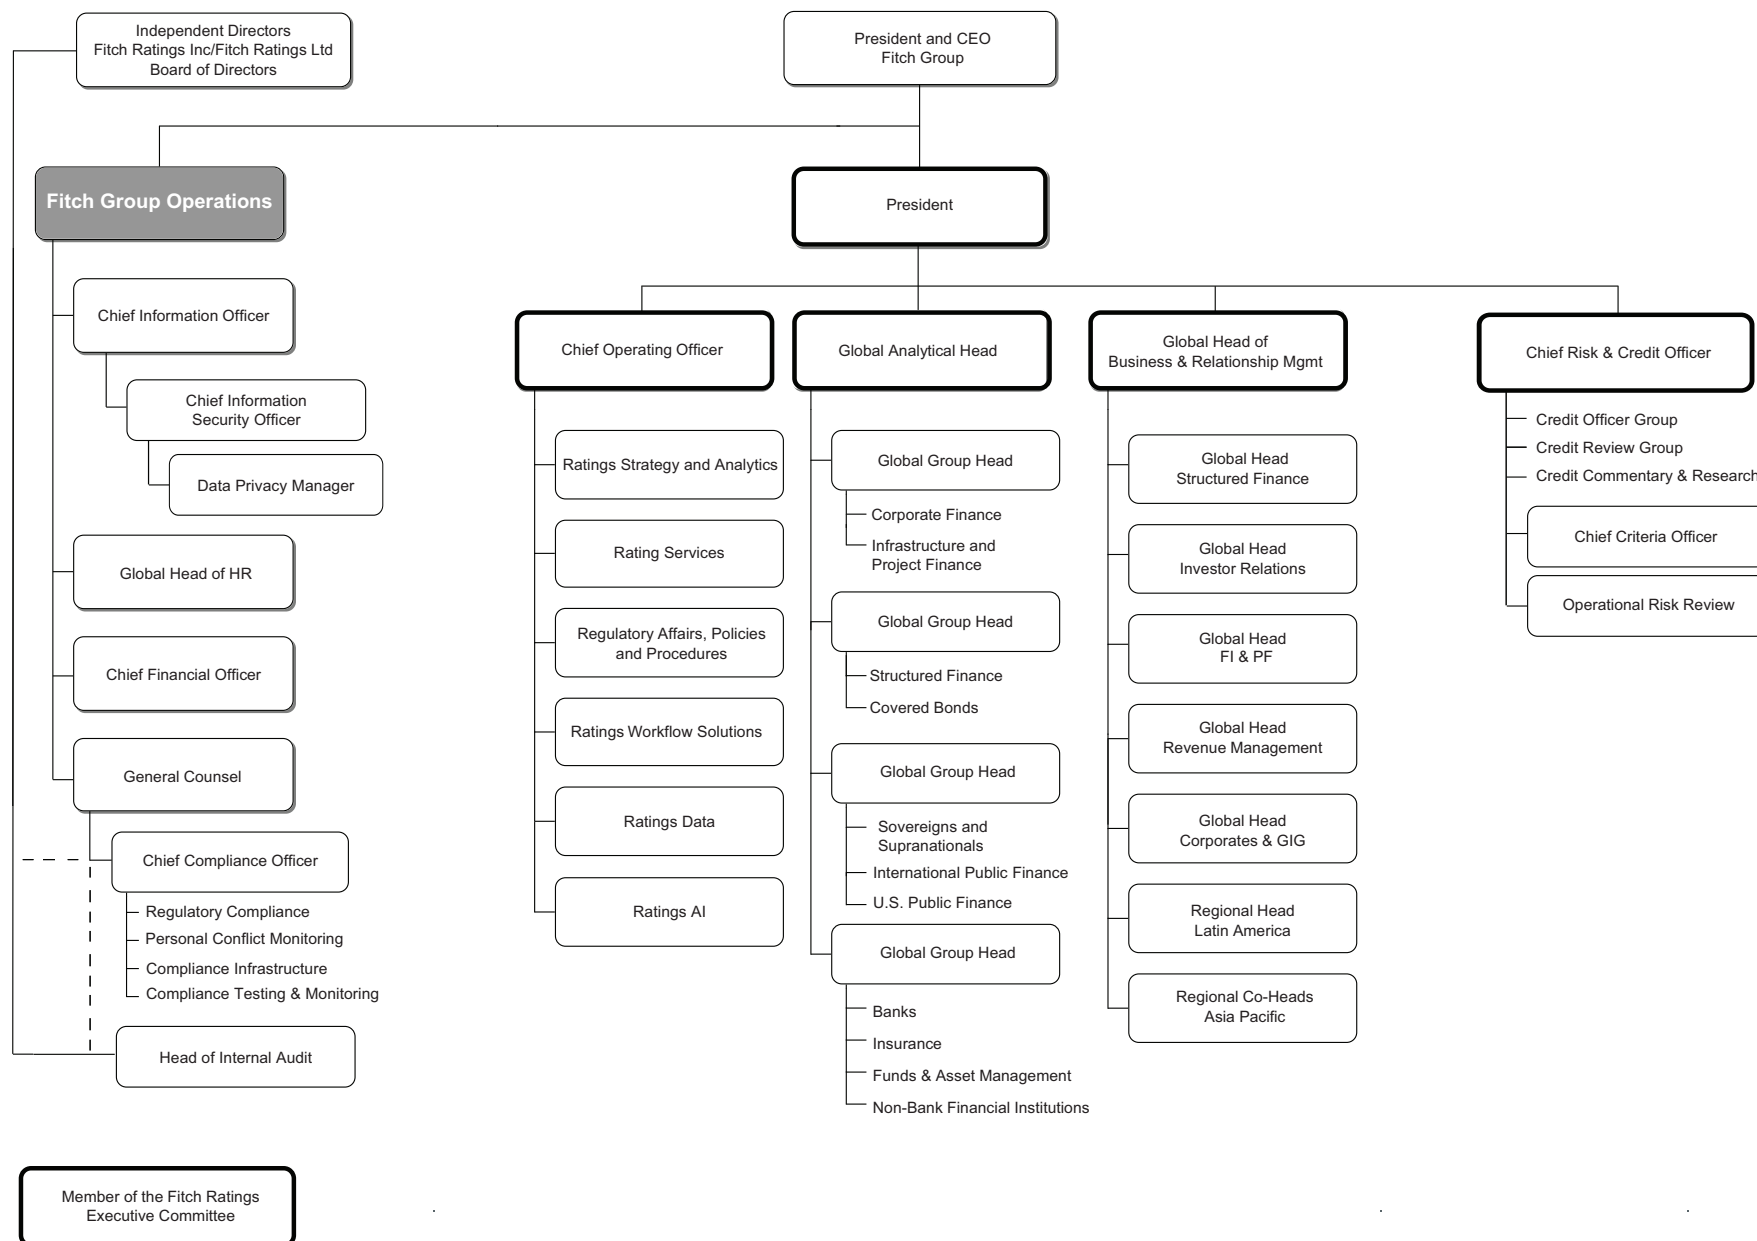 Independent Directors
Fitch Ratings Inc/Fitch Ratings Ltd
Board of Directors
President and CEO
Fitch Group
Fitch Group Operations
President
Chief Information Officer
Chief Information
Security Officer
Data Privacy Manager
Global Head of HR
Chief Financial Officer
General Counsel
Chief Compliance Officer
Regulatory Compliance
Personal Conflict Monitoring
Compliance Infrastructure
Compliance Testing & Monitoring
Head of Internal Audit
Chief Operating Officer
Ratings Strategy and Analytics
Rating Services
Regulatory Affairs, Policies
and Procedures
Ratings Workflow Solutions
Ratings Data
Ratings AI
Global Analytical Head
Global Group Head
Corporate Finance
Infrastructure and
Project Finance
Global Group Head
Structured Finance
Covered Bonds
Global Group Head
Sovereigns and
Supranationals
International Public Finance
U.S. Public Finance
Global Group Head
Banks
Insurance
Funds & Asset Management
Non-Bank Financial Institutions
Global Head of
Business & Relationship Mgmt
Global Head
Structured Finance
Global Head
Investor Relations
Global Head
FI & PF
Global Head
Revenue Management
Global Head
Corporates & GIG
Regional Head
Latin America
Regional Co-Heads
Asia Pacific
Chief Risk & Credit Officer
Credit Officer Group
Credit Review Group
Credit Commentary & Research
Chief Criteria Officer
Operational Risk Review
Member of the Fitch Ratings
Executive Committee